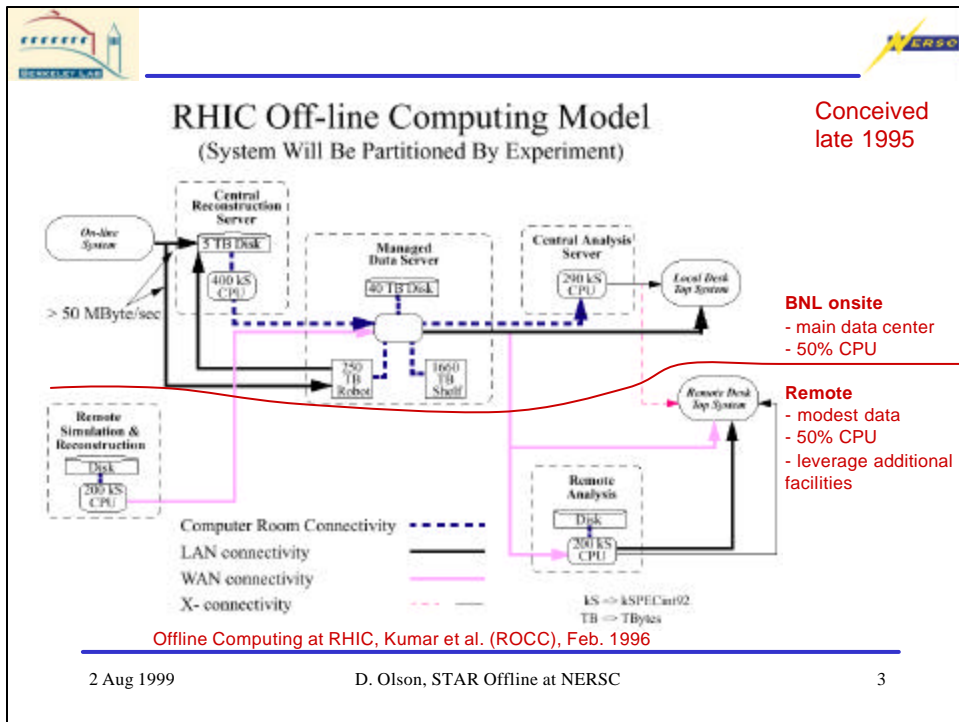 BERKELEY LAB
NERSC
RHIC Off-line Computing Model
(System Will Be Partitioned By Experiment)
Conceived
late 1995
On-line
System
Central
Reconstruction
Server
5 TB Disk
400 kS
CPU
> 50 MByte/sec
Managed
Data Server
40 TB Disk
250
TB
Robot
1660
TB
Shelf
Central Analysis
Server
290 kS
CPU
Local Desk
Top System
BNL onsite
- main data center
- 50% CPU
Remote
- modest data
- 50% CPU
- leverage additional
facilities
Remote Desk
Top System
Remote
Simulation &
Reconstruction
Disk
200 kS
CPU
Remote
Analysis
Disk
200 kS
CPU
Computer Room Connectivity
LAN connectivity
WAN connectivity
X- connectivity
kS => kSPECint92
TB => TBytes
Offline Computing at RHIC, Kumar et al. (ROCC), Feb. 1996
2 Aug 1999
D. Olson, STAR Offline at NERSC
3